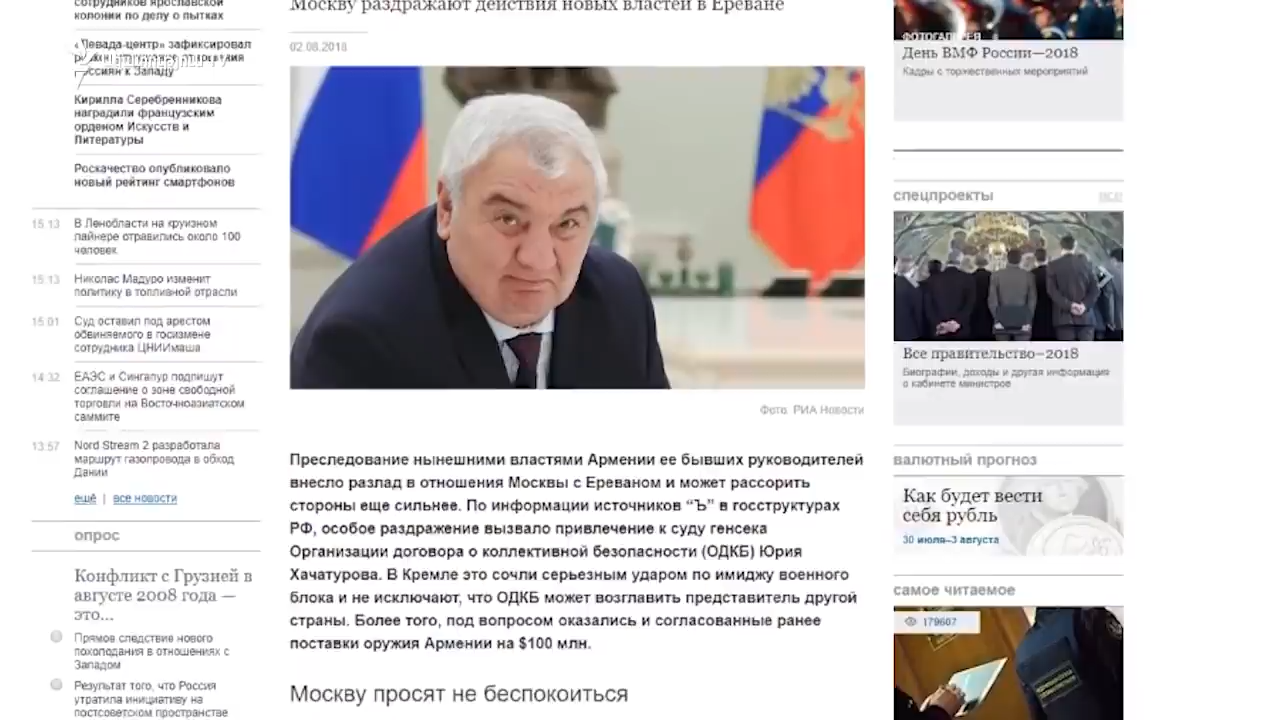 сотрудников ярославской
колонии по делу о пытках
«Левада-центр» зафиксировал
россиян к Западу
Кирилла Серебренникова
наградили французским
орденом Искусств и
Литературы
Роскачество опубликовало
новый рейтинг смартфонов
15:13 В Ленобласти на круизном
лайнере отравились около 100
человек
15:13 Николас Мадуро изменит
политику в топливной отрасли
15:01 Суд оставил под арестом
обвиняемого в госизмене
сотрудника ЦНИИмаша
14:32 ЕАЭС и Сингапур подпишут
соглашение о зоне свободной
торговли на Восточноазиатском
саммите
13:57 Nord Stream 2 разработала
маршрут газопровода в обход
Дании
ещё | все новости
опрос
Конфликт с Грузией в
августе 2008 года —
это...
Прямое следствие нового
похолодания в отношениях с
Западом
Результат того, что Россия
утратила инициативу на
постсоветском пространстве
Москву раздражают действия новых властей в Ереване
02.08.2018
Фото: РИА Новости
Преследование нынешними властями Армении ее бывших руководителей
внесло разлад в отношения Москвы с Ереваном и может рассорить
стороны еще сильнее. По информации источников “Ъ” в госструктурах
РФ, особое раздражение вызвало привлечение к суду генсека
Организации договора о коллективной безопасности (ОДКБ) Юрия
Хачатурова. В Кремле это сочли серьезным ударом по имиджу военного
блока и не исключают, что ОДКБ может возглавить представитель другой
страны. Более того, под вопросом оказались и согласованные ранее
поставки оружия Армении на $100 млн.
Москву просят не беспокоиться
ФОТОГАЛЕРЕЯ
День ВМФ России—2018
Кадры с торжественных мероприятий
спецпроекты
все
Все правительство—2018
Биографии, доходы и другая информация
о кабинете министров
валютный прогноз
Как будет вести
себя рубль
30 июля–3 августа
самое читаемое
179607